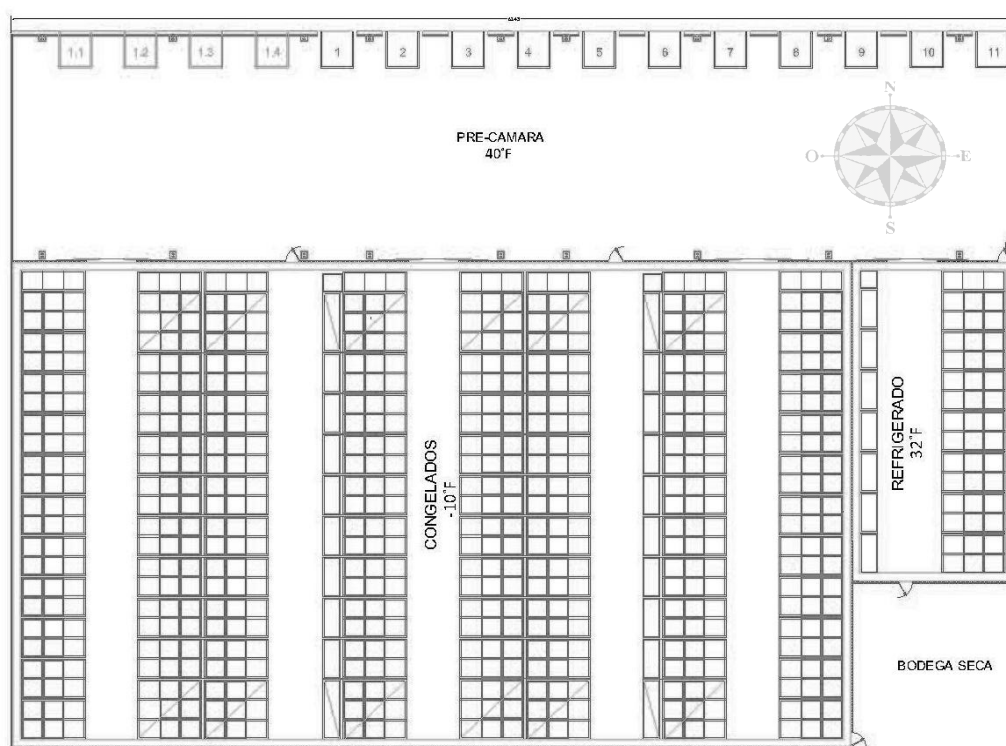 1.1 1.2 1.3 1.4 1 2 3 4 5 6 7 8 9 10 11
PRE-CAMARA
40°F
N
O E
S
CONGELADOS
-10°F
REFRIGERADO
32°F
BODEGA SECA